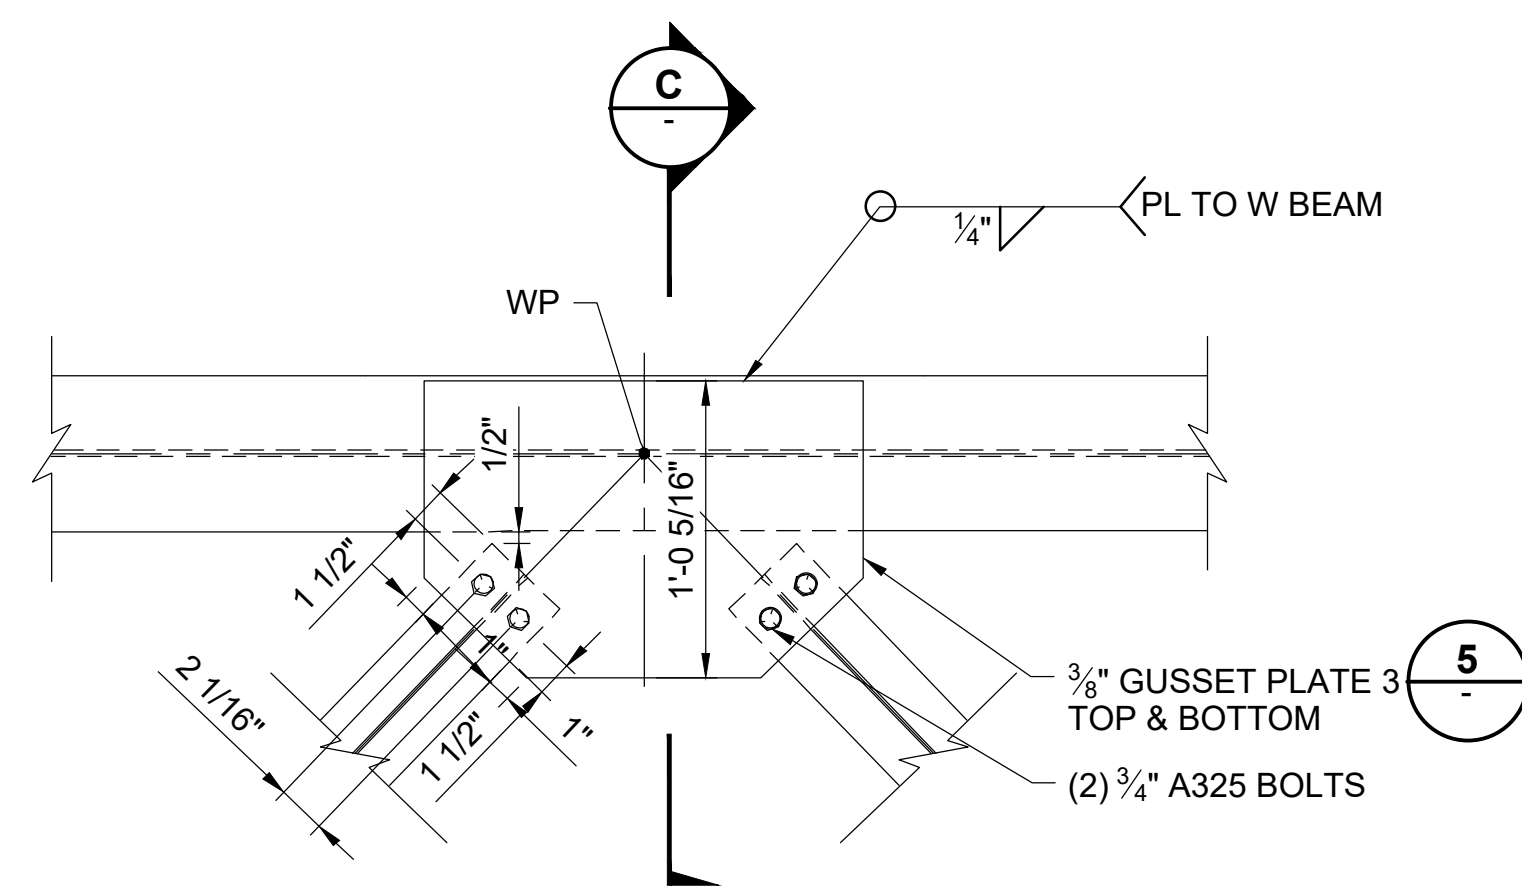 C
-
PL TO W BEAM
1/4"
WP
1/2"
1'-0 5/16"
1 1/2"
1"
2 1/16"
1 1/2"
1"
3/8" GUSSET PLATE 3
TOP & BOTTOM
5
-
(2) 3/4" A325 BOLTS